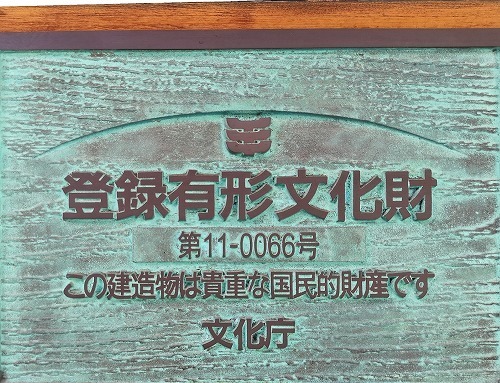 登録有形文化財
第11-0066号
この建造物は貴重な国民的財産です
文化庁